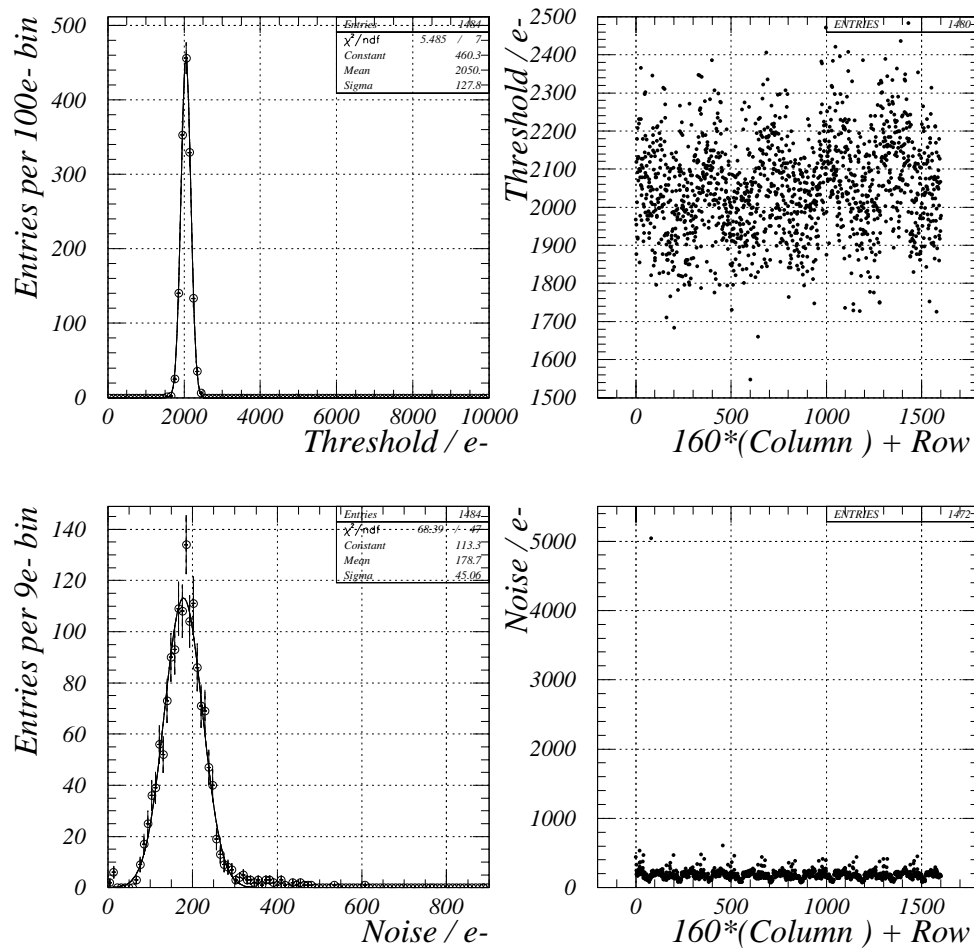 Entries 1484
χ²/ndf 5.485 / 7
Constant 460.3
Mean 2050.
Sigma 127.8
Entries per 100e- bin
500
400
300
200
100
0
0 2000 4000 6000 8000 10000
Threshold / e-
ENTRIES 1480
Threshold / e-
2500
2400
2300
2200
2100
2000
1900
1800
1700
1600
1500
0 500 1000 1500
160*(Column ) + Row
Entries 1484
χ²/ndf 68.39 / 47
Constant 113.3
Mean 178.7
Sigma 45.06
Entries per 9e- bin
140
120
100
80
60
40
20
0
0 200 400 600 800
Noise / e-
ENTRIES 1472
Noise / e-
5000
4000
3000
2000
1000
0
0 500 1000 1500
160*(Column ) + Row